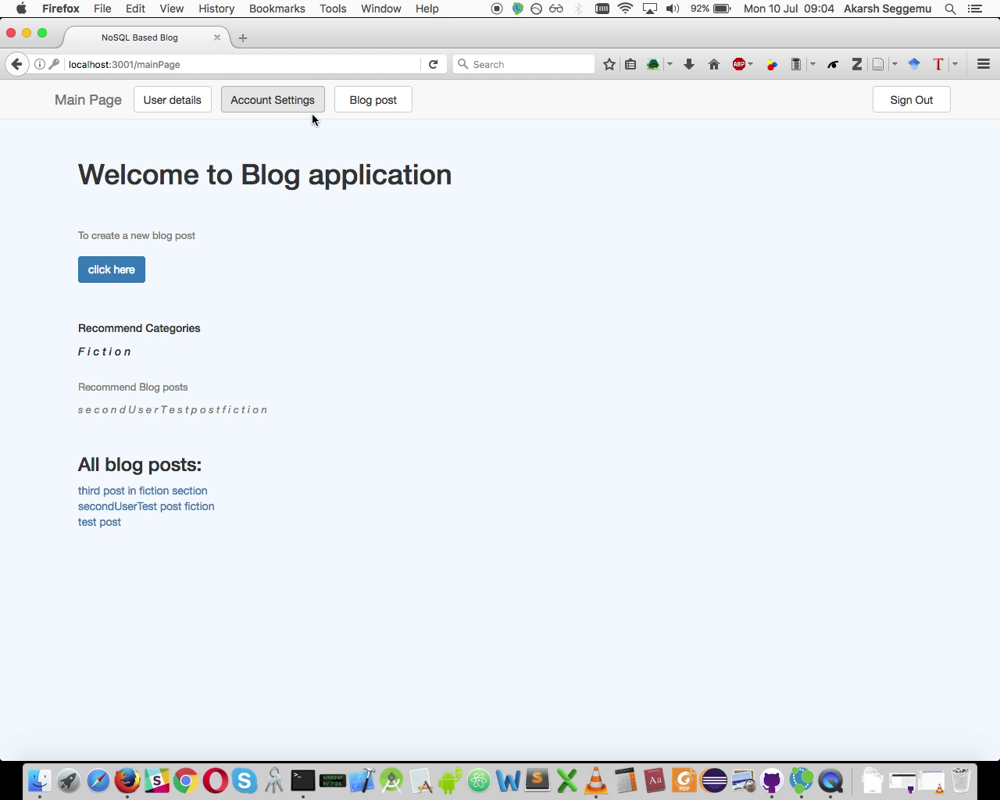 Firefox File Edit View History Bookmarks Tools Window Help 92% Mon 10 Jul 09:04 Akarsh Seggemu
NoSQL Based Blog
localhost:3001/mainPage Search ABP Z T
Main Page User details Account Settings Blog post Sign Out
Welcome to Blog application
To create a new blog post
click here
Recommend Categories
F i c t i o n
Recommend Blog posts
s e c o n d U s e r T e s t p o s t f i c t i o n
All blog posts:
third post in fiction section
secondUserTest post fiction
test post